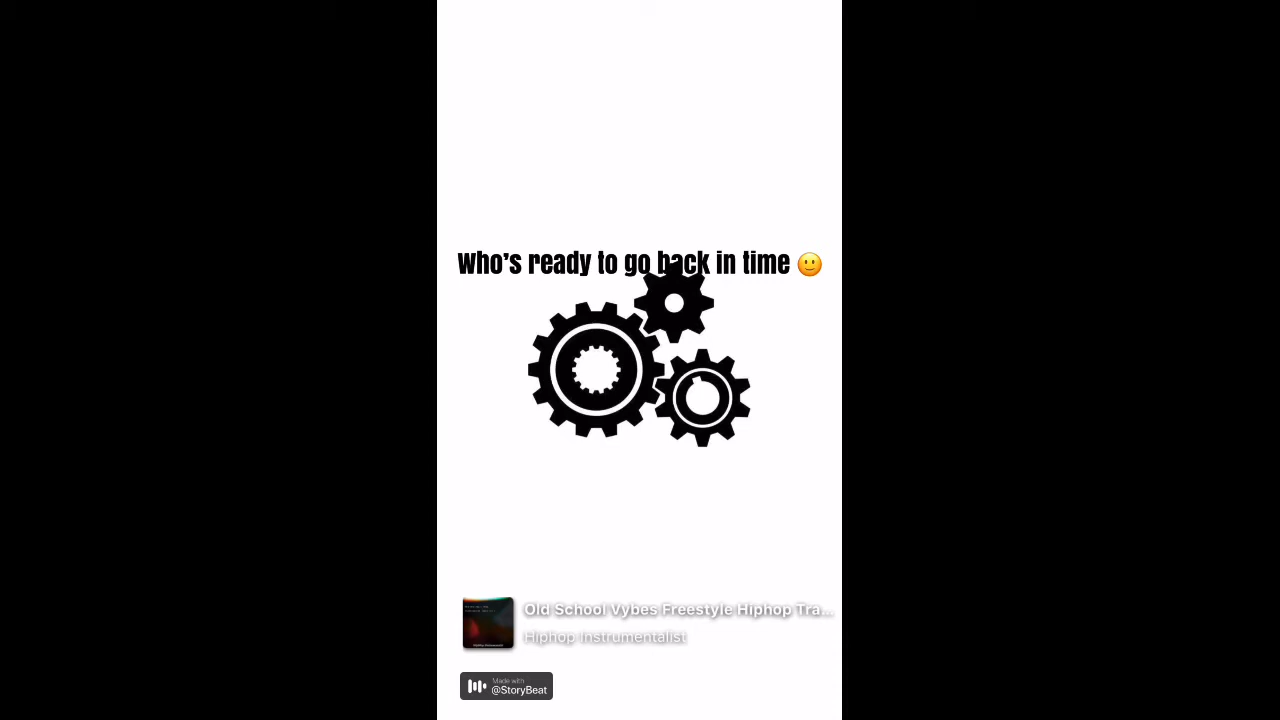 Who's ready to go back in time 🙂
Old School Vybes Freestyle Hiphop Tra...
Hiphop Instrumentalist
Made with
@StoryBeat